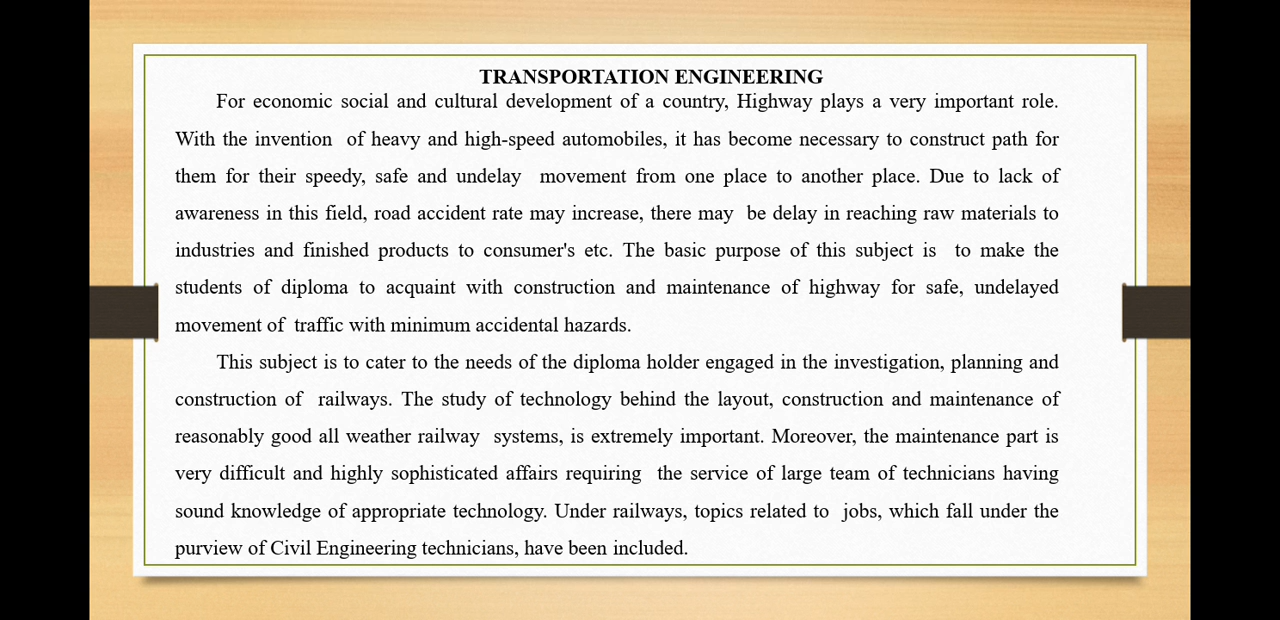 TRANSPORTATION ENGINEERING
For economic social and cultural development of a country, Highway plays a very important role.
With the invention of heavy and high-speed automobiles, it has become necessary to construct path for
them for their speedy, safe and undelay movement from one place to another place. Due to lack of
awareness in this field, road accident rate may increase, there may be delay in reaching raw materials to
industries and finished products to consumer's etc. The basic purpose of this subject is to make the
students of diploma to acquaint with construction and maintenance of highway for safe, undelayed
movement of traffic with minimum accidental hazards.
This subject is to cater to the needs of the diploma holder engaged in the investigation, planning and
construction of railways. The study of technology behind the layout, construction and maintenance of
reasonably good all weather railway systems, is extremely important. Moreover, the maintenance part is
very difficult and highly sophisticated affairs requiring the service of large team of technicians having
sound knowledge of appropriate technology. Under railways, topics related to jobs, which fall under the
purview of Civil Engineering technicians, have been included.